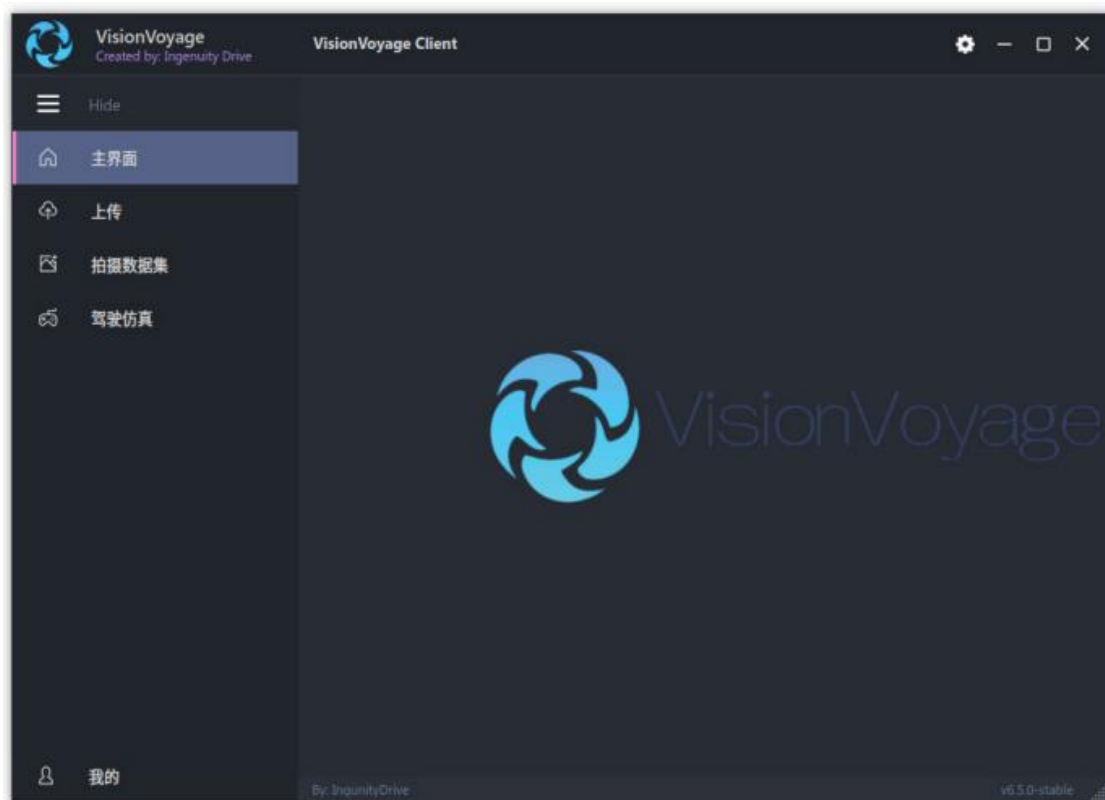 VisionVoyage
Created by: Ingenuity Drive
VisionVoyage Client
Hide
主界面
上传
拍摄数据集
驾驶仿真
VisionVoyage
我的
By: InqunityDrive
v6.5.0-stable